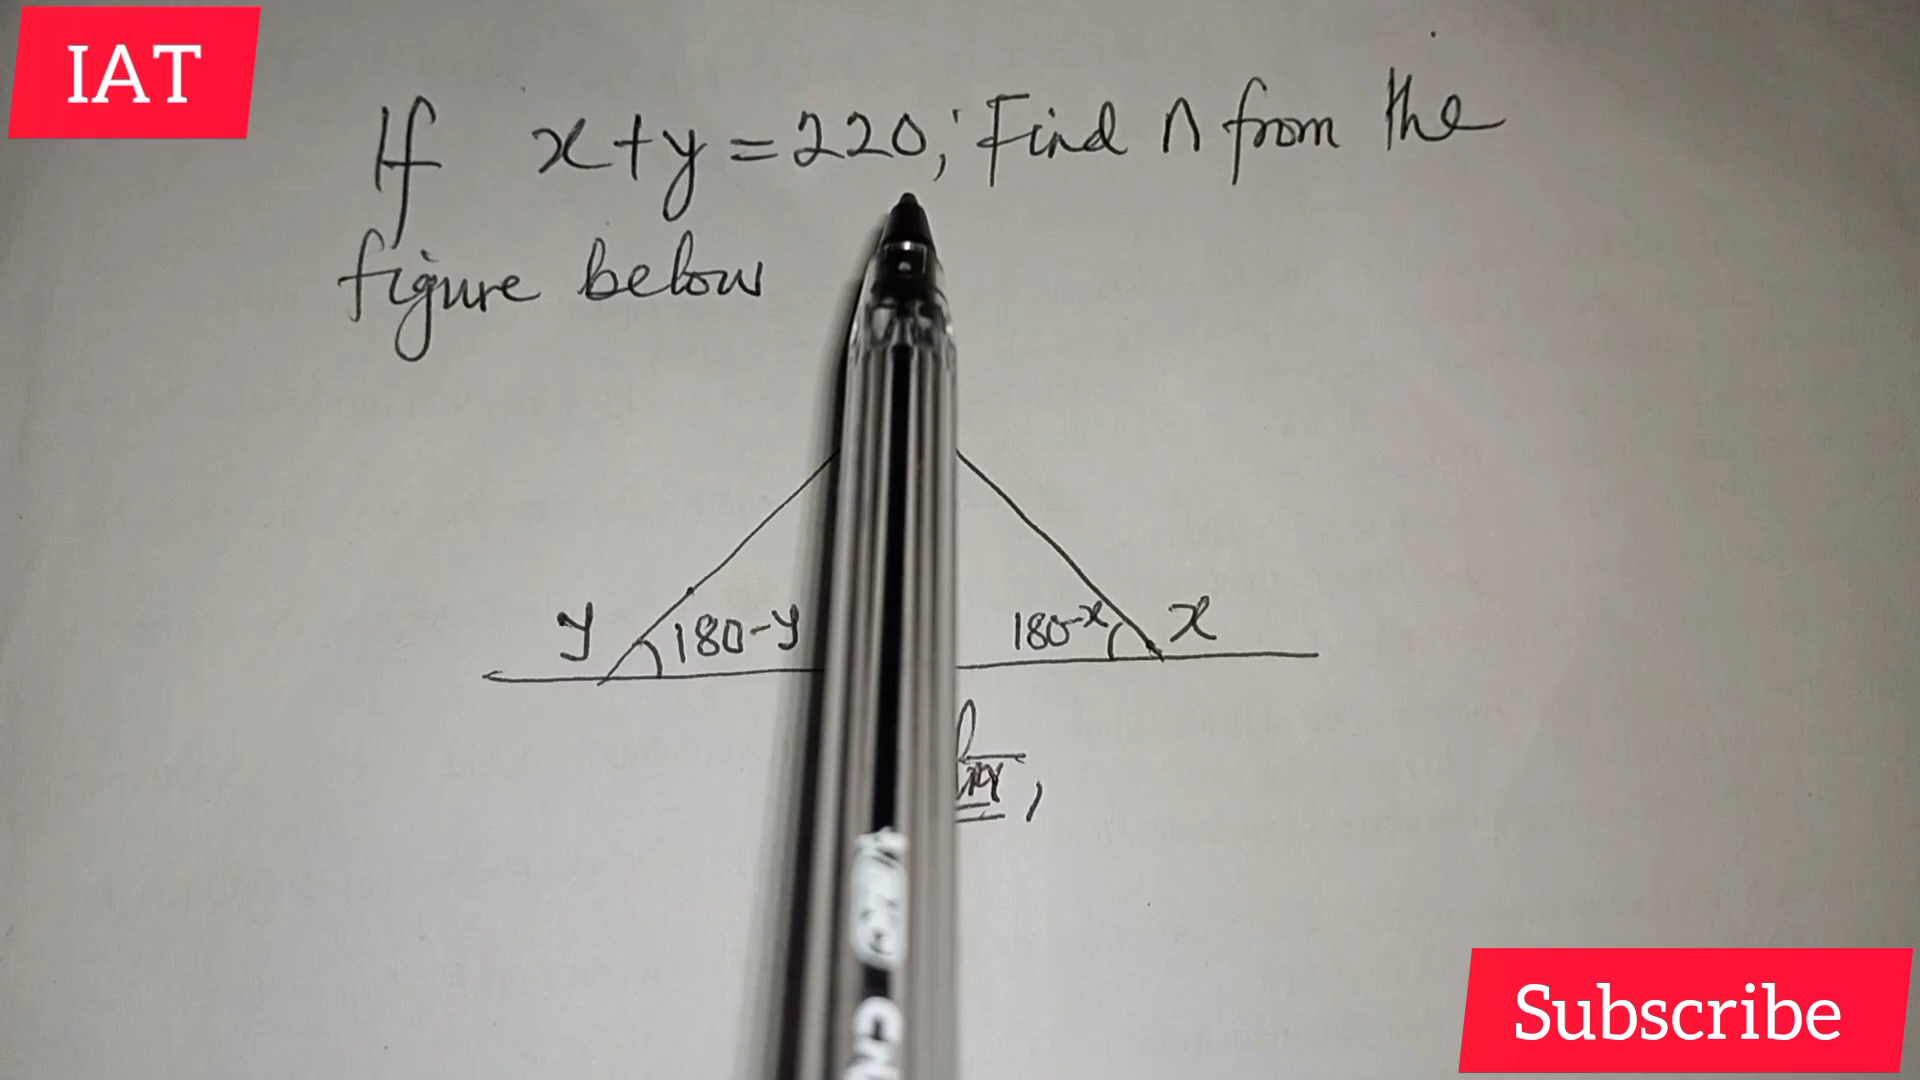 IAT
If x+y=220; Find n from the
figure below
y 180-y 180-x x
Subscribe